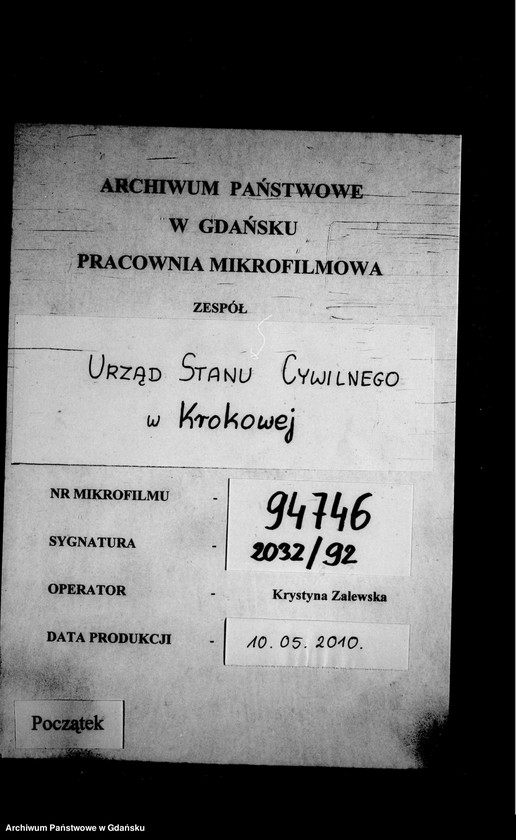 ARCHIWUM PAŃSTWOWE
W GDAŃSKU
PRACOWNIA MIKROFILMOWA
ZESPÓŁ
URZĄD STANU CYWILNEGO
w Krokowej
NR MIKROFILMU - 94746
SYGNATURA - 2032/92
OPERATOR - Krystyna Zalewska
DATA PRODUKCJI - 10.05.2010.
Początek
Archiwum Państwowe w Gdańsku